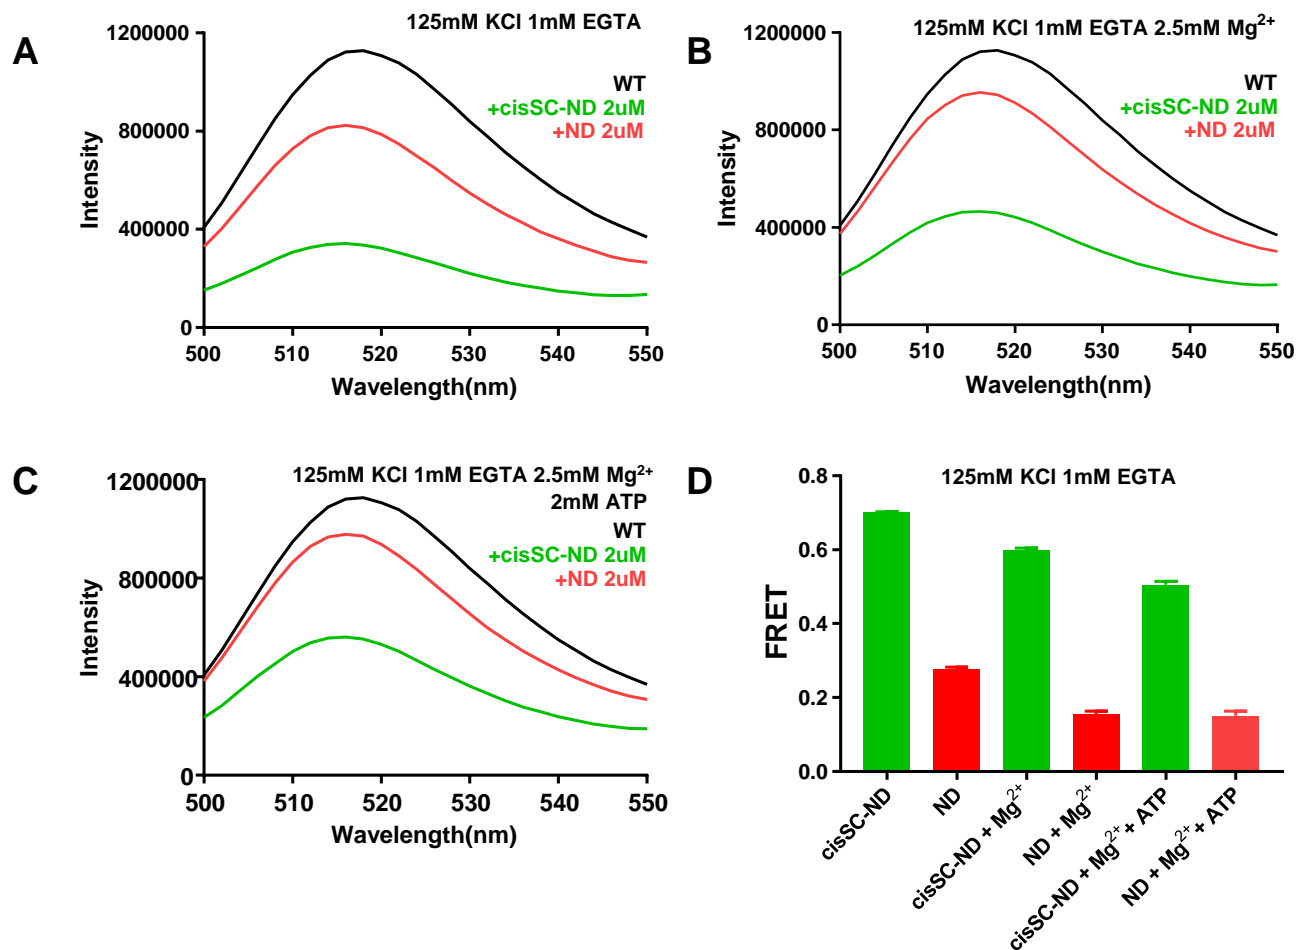 A
125mM KCl 1mM EGTA
WT
+cisSC-ND 2uM
+ND 2uM
Intensity
1200000
800000
400000
0
500 510 520 530 540 550
Wavelength(nm)
B
125mM KCl 1mM EGTA 2.5mM Mg²⁺
WT
+cisSC-ND 2uM
+ND 2uM
Intensity
1200000
800000
400000
0
500 510 520 530 540 550
Wavelength(nm)
C
125mM KCl 1mM EGTA 2.5mM Mg²⁺
2mM ATP
WT
+cisSC-ND 2uM
+ND 2uM
Intensity
1200000
800000
400000
0
500 510 520 530 540 550
Wavelength(nm)
D
125mM KCl 1mM EGTA
FRET
0.8
0.6
0.4
0.2
0.0
cisSC-ND
ND
cisSC-ND + Mg²⁺
ND + Mg²⁺
cisSC-ND + Mg²⁺ + ATP
ND + Mg²⁺ + ATP